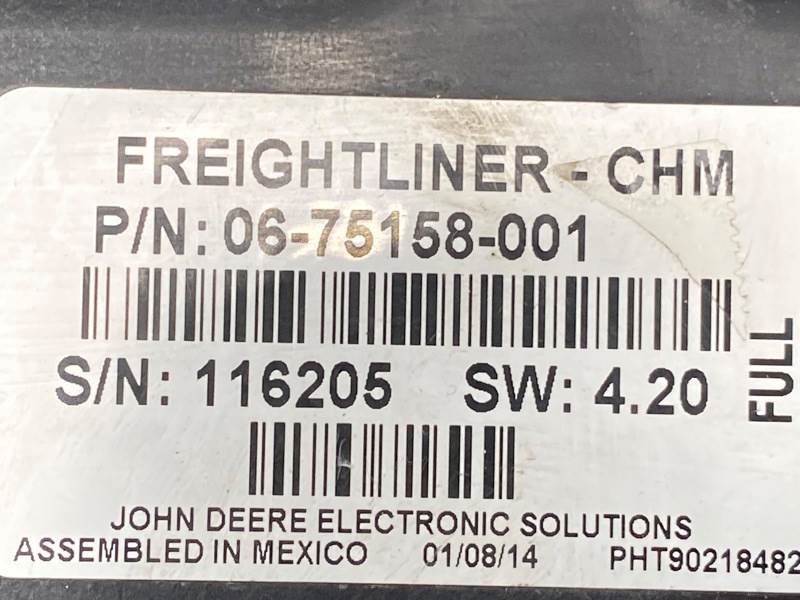 FREIGHTLINER - CHM
P/N: 06-75158-001
S/N: 116205 SW: 4.20
FULL
JOHN DEERE ELECTRONIC SOLUTIONS
ASSEMBLED IN MEXICO 01/08/14 PHT90218482